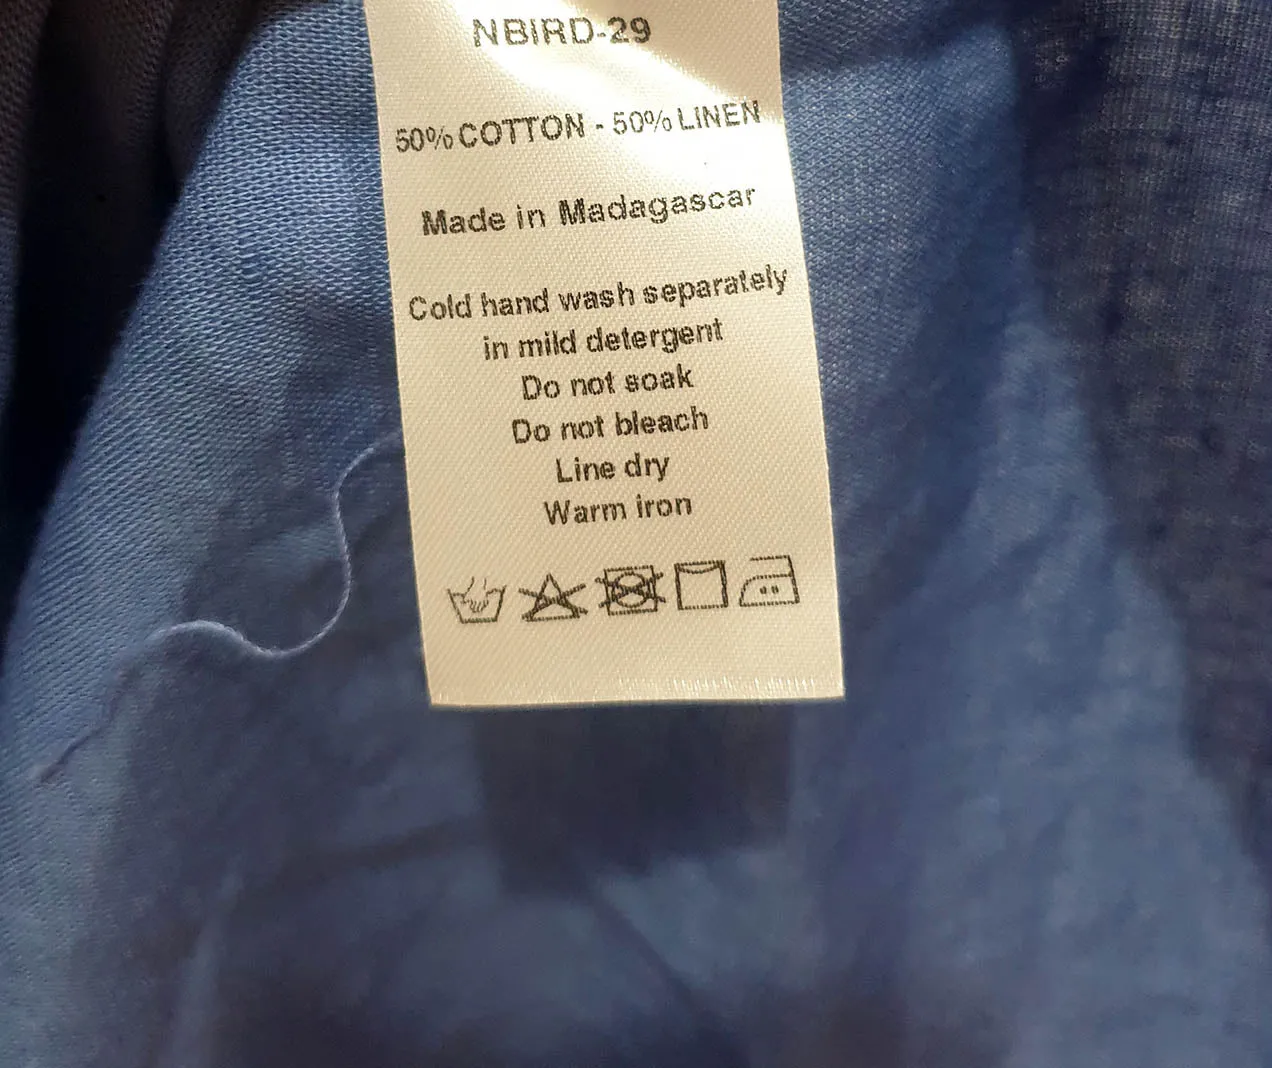 NBIRD-29
50% COTTON - 50% LINEN
Made in Madagascar
Cold hand wash separately
in mild detergent
Do not soak
Do not bleach
Line dry
Warm iron